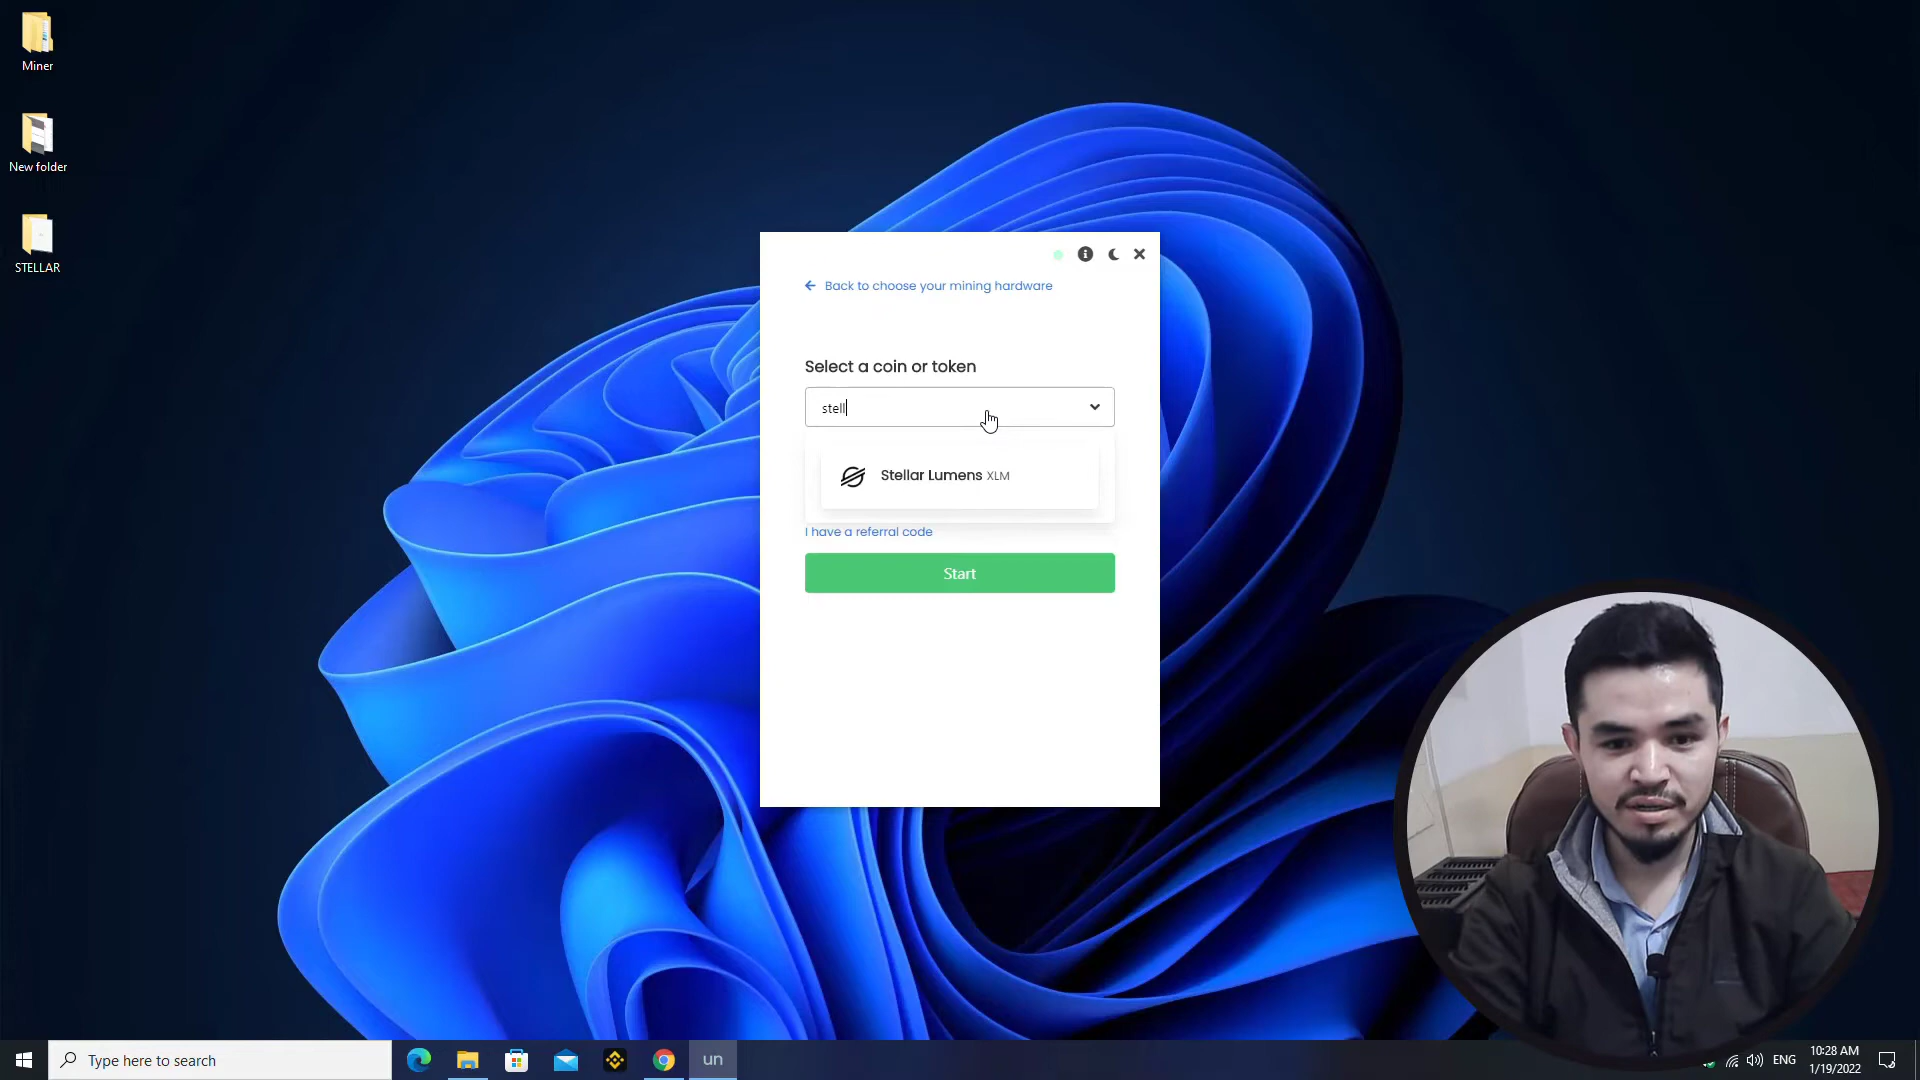 Miner
New folder
STELLAR
Back to choose your mining hardware
Select a coin or token
stell
Stellar Lumens XLM
I have a referral code
Start
Type here to search
un
ENG
10:28 AM
1/19/2022